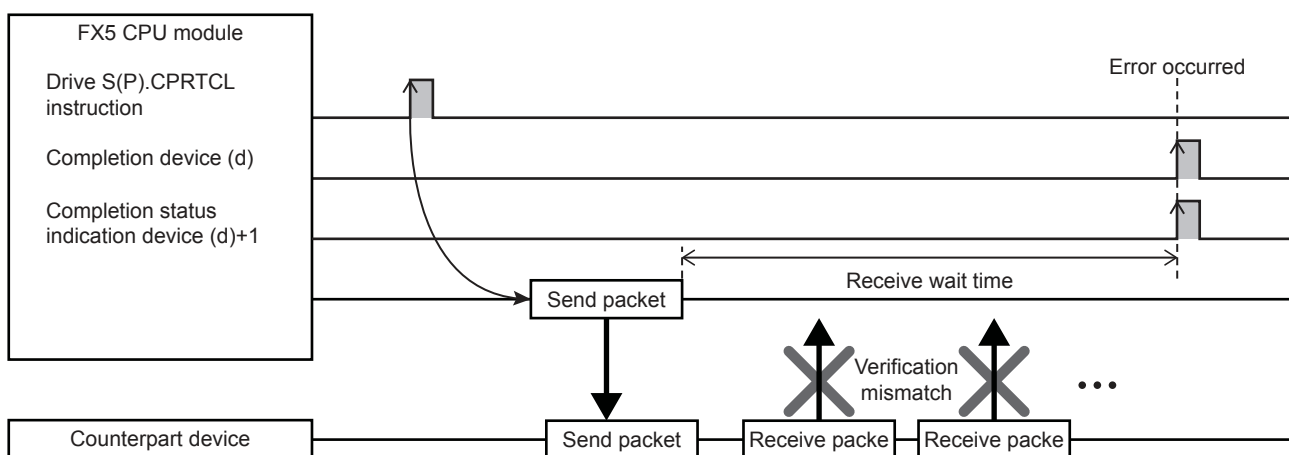 FX5 CPU module
Drive S(P).CPRTCL
instruction
Error occurred
Completion device (d)
Completion status
indication device (d)+1
Receive wait time
Send packet
Verification
mismatch
...
Counterpart device
Send packet
Receive packe
Receive packe